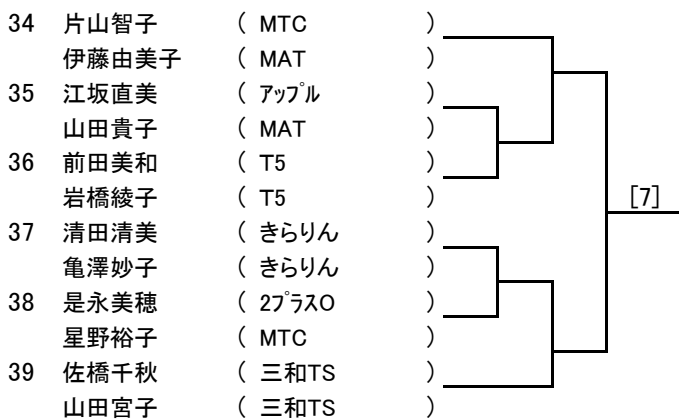 34 片山智子 ( MTC )
伊藤由美子 ( MAT )
35 江坂直美 ( ｱｯﾌﾟﾙ )
山田貴子 ( MAT )
36 前田美和 ( T5 )
岩橋綾子 ( T5 )
[7]
37 清田清美 ( きらりん )
亀澤妙子 ( きらりん )
38 是永美穂 ( 2ﾌﾟﾗｽO )
星野裕子 ( MTC )
39 佐橋千秋 ( 三和TS )
山田宮子 ( 三和TS )